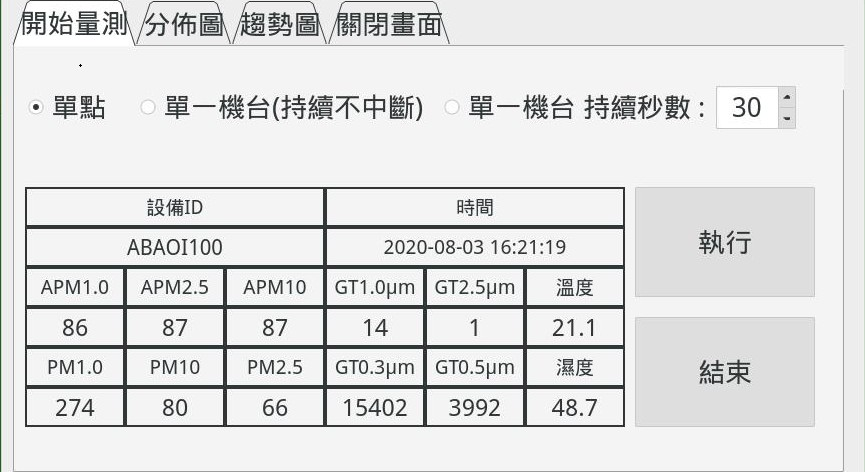 開始量測 分佈圖 趨勢圖 關閉畫面
單點 單一機台(持續不中斷) 單一機台 持續秒數 : 30
設備ID 時間
ABAOI100 2020-08-03 16:21:19
APM1.0 APM2.5 APM10 GT1.0μm GT2.5μm 溫度
86 87 87 14 1 21.1
PM1.0 PM10 PM2.5 GT0.3μm GT0.5μm 濕度
274 80 66 15402 3992 48.7
執行
結束